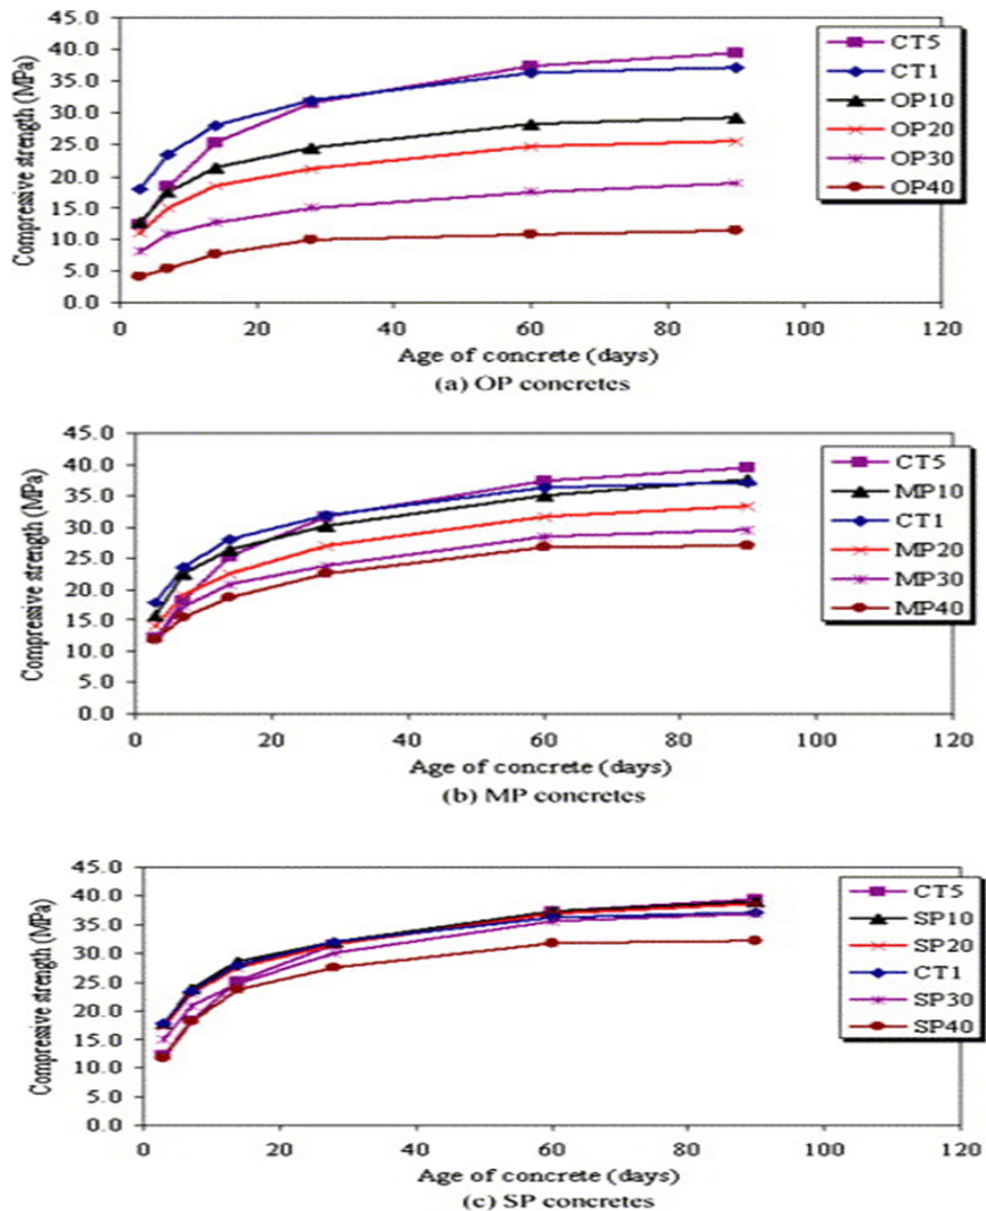 45.0
40.0
35.0
30.0
25.0
20.0
15.0
10.0
5.0
0.0
Compressive strength (MPa)
0 20 40 60 80 100 120
Age of concrete (days)
CT5
CT1
OP10
OP20
OP30
OP40
(a) OP concretes
45.0
40.0
35.0
30.0
25.0
20.0
15.0
10.0
5.0
0.0
Compressive strength (MPa)
0 20 40 60 80 100 120
Age of concrete (days)
CT5
MP10
CT1
MP20
MP30
MP40
(b) MP concretes
45.0
40.0
35.0
30.0
25.0
20.0
15.0
10.0
5.0
0.0
Compressive strength (MPa)
0 20 40 60 80 100 120
Age of concrete (days)
CT5
SP10
SP20
CT1
SP30
SP40
(c) SP concretes